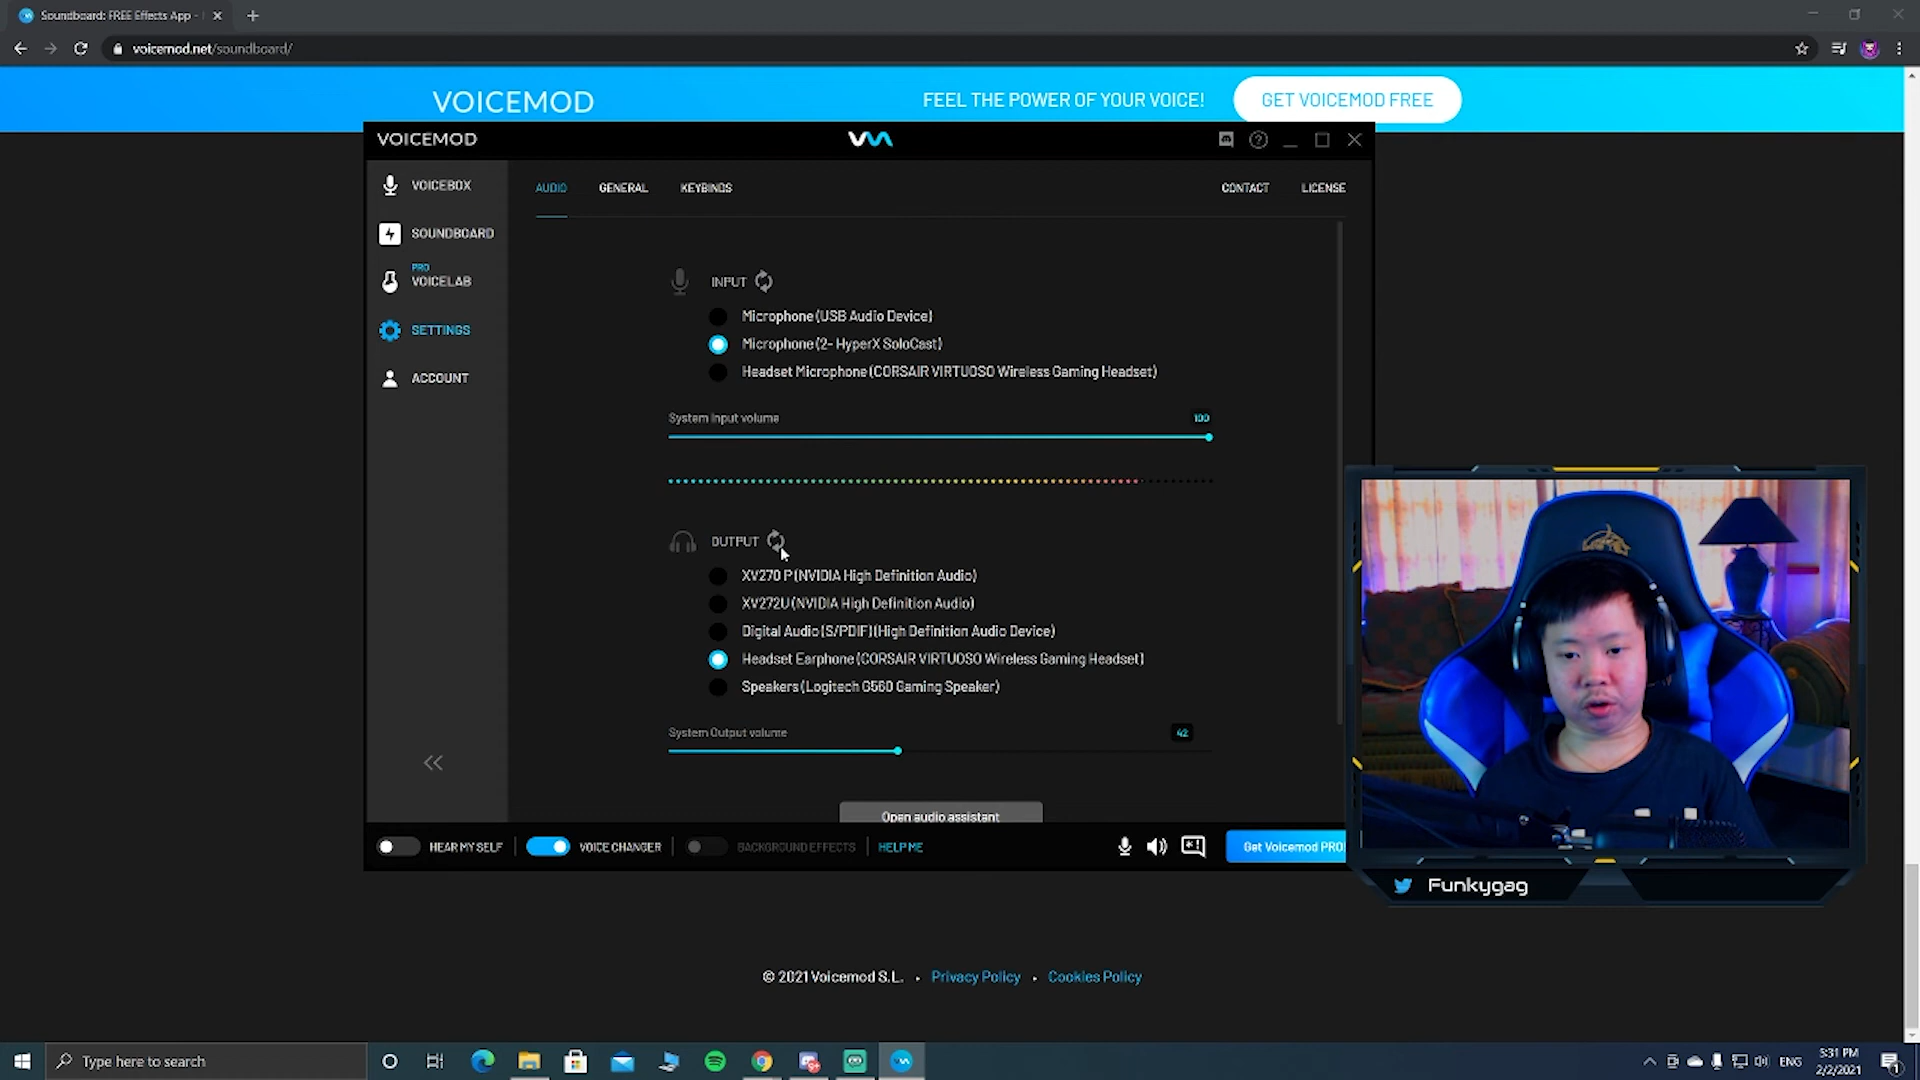 Soundboard: FREE Effects App -
voicemod.net/soundboard/
VOICEMOD
FEEL THE POWER OF YOUR VOICE!
GET VOICEMOD FREE
VOICEMOD
VOICEBOX
SOUNDBOARD
PRO
VOICELAB
SETTINGS
ACCOUNT
AUDIO
GENERAL
KEYBINDS
CONTACT
LICENSE
INPUT
Microphone (USB Audio Device)
Microphone (2- HyperX SoloCast)
Headset Microphone (CORSAIR VIRTUOSO Wireless Gaming Headset)
System Input volume
100
OUTPUT
XV270 P (NVIDIA High Definition Audio)
XV272U (NVIDIA High Definition Audio)
Digital Audio (S/PDIF) (High Definition Audio Device)
Headset Earphone (CORSAIR VIRTUOSO Wireless Gaming Headset)
Speakers (Logitech G560 Gaming Speaker)
System Output volume
42
Open audio assistant
HEAR MY SELF
VOICE CHANGER
BACKGROUND EFFECTS
HELP ME
Get Voicemod PRO!
Funkygag
© 2021 Voicemod S.L. • Privacy Policy • Cookies Policy
Type here to search
ENG
5:31 PM
2/2/2021
1